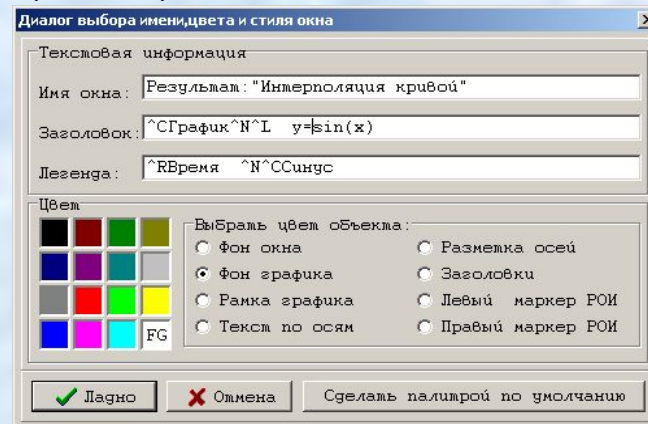 Диалог выбора имени,цвета и стиля окна
Текстовая информация
Имя окна: Результат:"Интерполяция кривой"
Заголовок: ^CГрафик^N^L y=sin(x)
Легенда: ^RВремя ^N^CСинус
Цвет
Выбрать цвет объекта:
Фон окна Разметка осей
Фон графика Заголовки
Рамка графика Левый маркер РОИ
Текст по осям Правый маркер РОИ
FG
Ладно Отмена Сделать палитрой по умолчанию